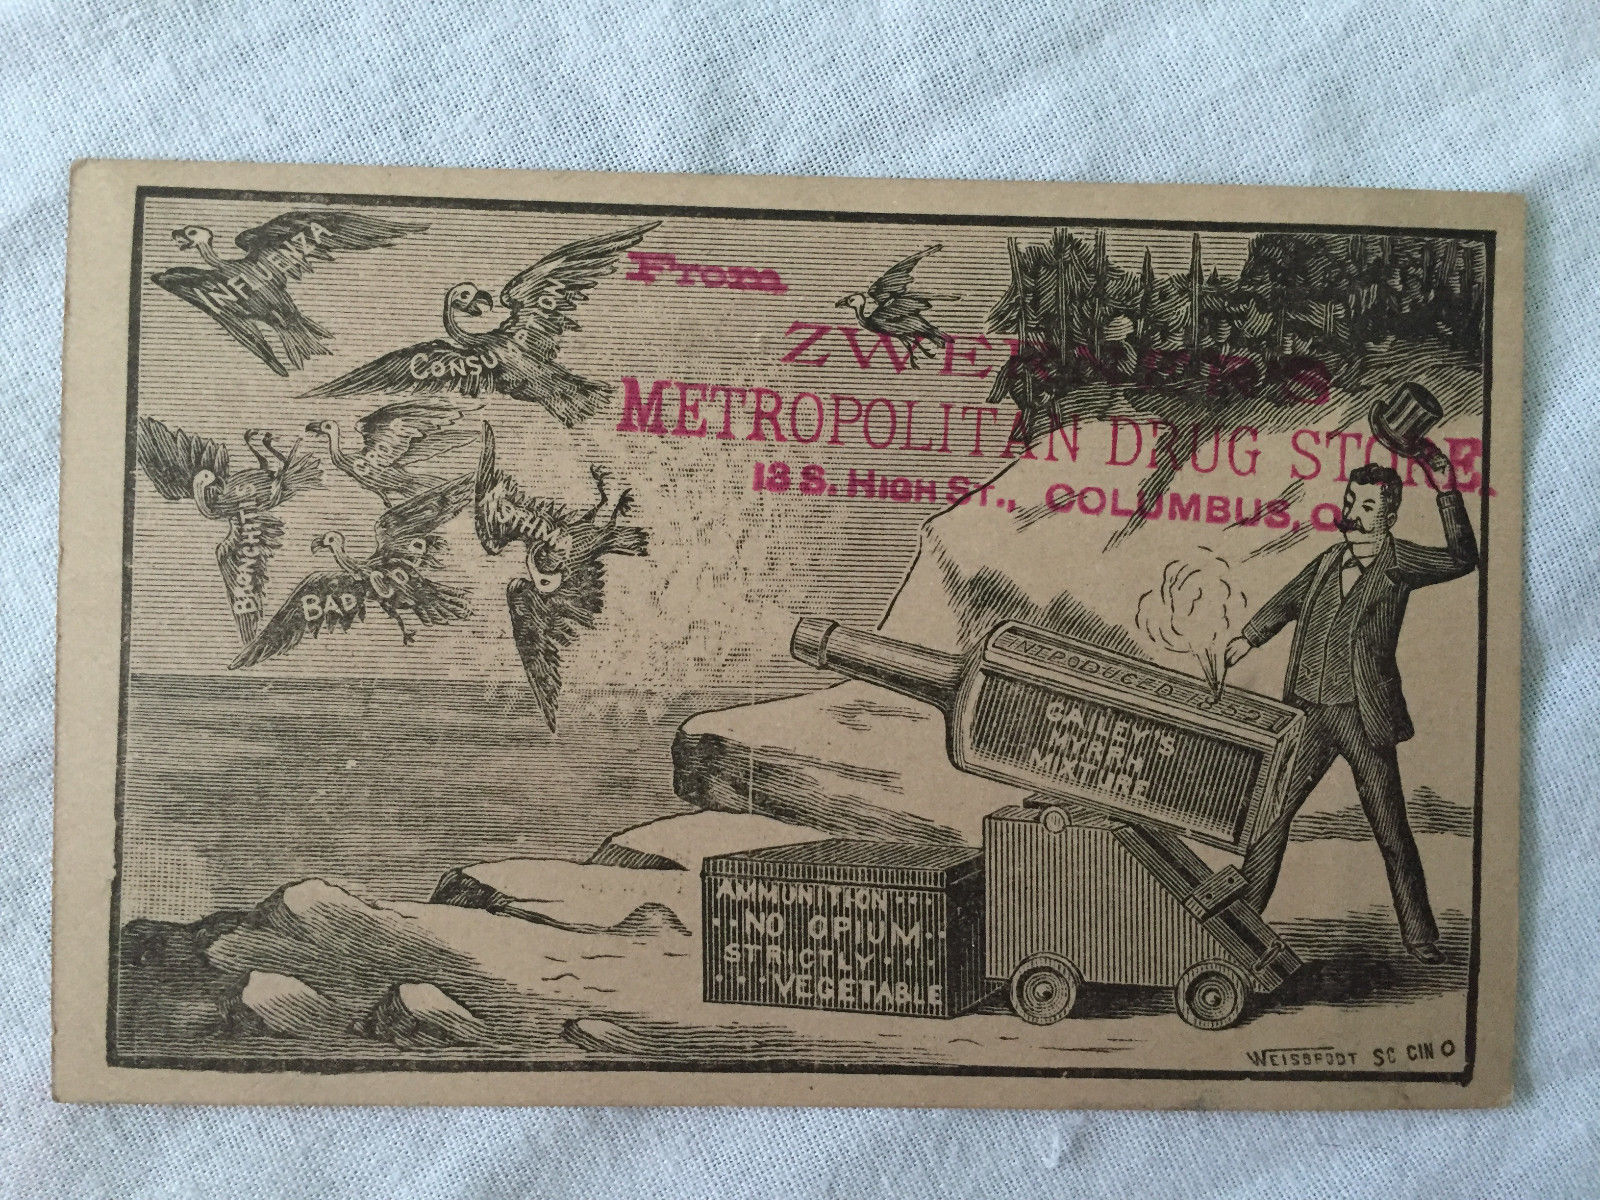 INFLUENZA
CONSUMPTION
From
ZWERNER'S
METROPOLITAN DRUG STORE.
13 S. HIGH ST., COLUMBUS, O.
BRONCHITIS
BAD COLD
ASTHMA
INTRODUCED 1852
GAILEY'S
MYRRH
MIXTURE
AMMUNITION ...
.. NO OPIUM ..
STRICTLY ...
... VEGETABLE
WEISBRODT SC CIN O